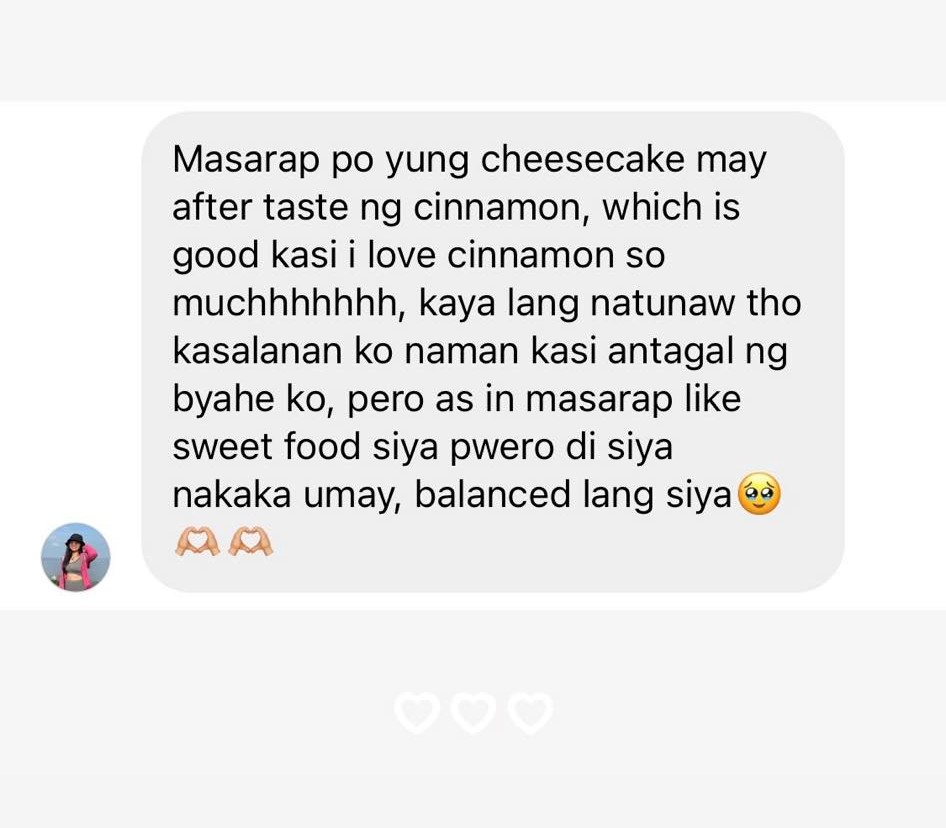 Masarap po yung cheesecake may
after taste ng cinnamon, which is
good kasi i love cinnamon so
muchhhhhhh, kaya lang natunaw tho
kasalanan ko naman kasi antagal ng
byahe ko, pero as in masarap like
sweet food siya pwero di siya
nakaka umay, balanced lang siya🥹
🫶🏼🫶🏼